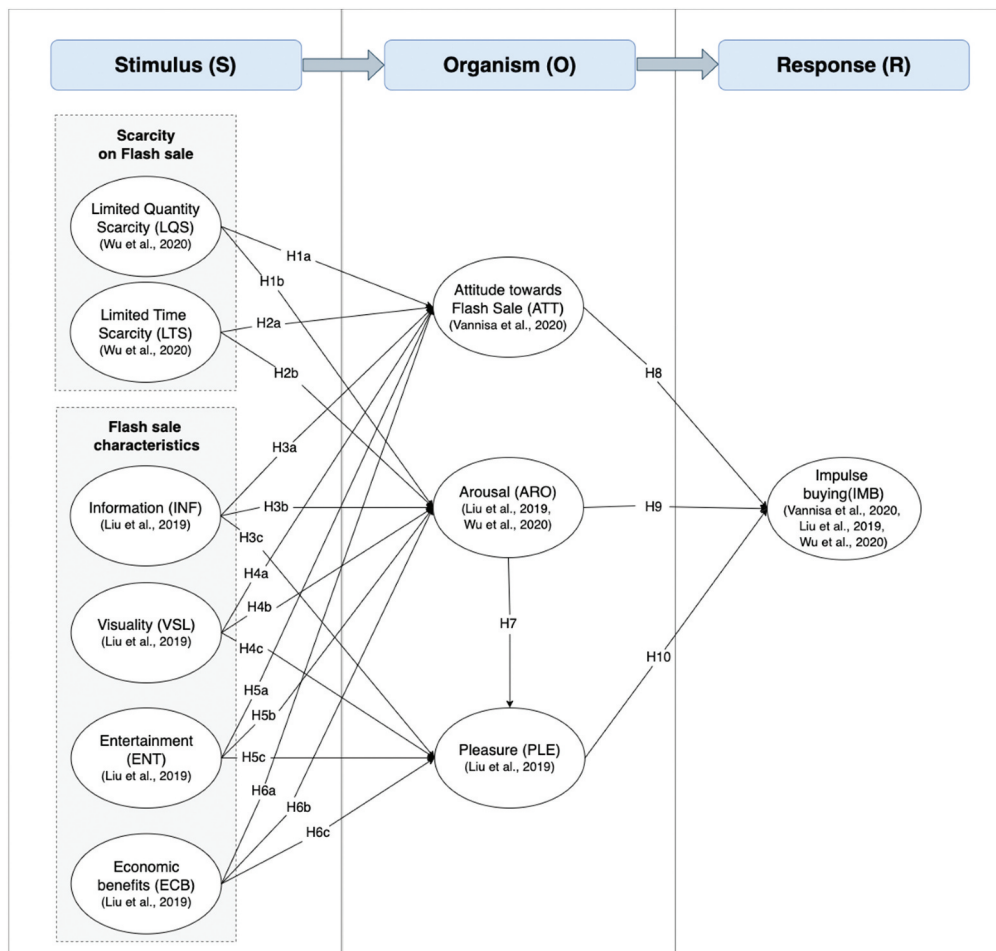 Stimulus (S)
Organism (O)
Response (R)
Scarcity
on Flash sale
Limited Quantity
Scarcity (LQS)
(Wu et al., 2020)
Limited Time
Scarcity (LTS)
(Wu et al., 2020)
Flash sale
characteristics
Information (INF)
(Liu et al., 2019)
Visuality (VSL)
(Liu et al., 2019)
Entertainment
(ENT)
(Liu et al., 2019)
Economic
benefits (ECB)
(Liu et al., 2019)
H1a
H1b
H2a
H2b
H3a
H3b
H3c
H4a
H4b
H4c
H5a
H5b
H5c
H6a
H6b
H6c
Attitude towards
Flash Sale (ATT)
(Vannisa et al., 2020)
Arousal (ARO)
(Liu et al., 2019,
Wu et al., 2020)
H7
Pleasure (PLE)
(Liu et al., 2019)
H8
H9
H10
Impulse
buying(IMB)
(Vannisa et al., 2020,
Liu et al., 2019,
Wu et al., 2020)